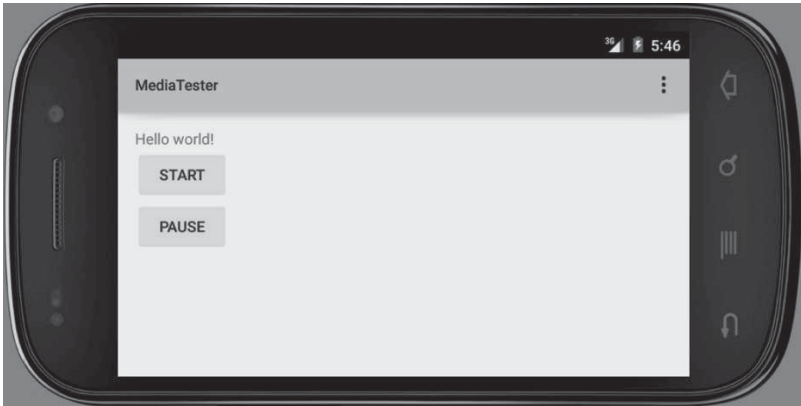 3G 5:46
MediaTester
Hello world!
START
PAUSE